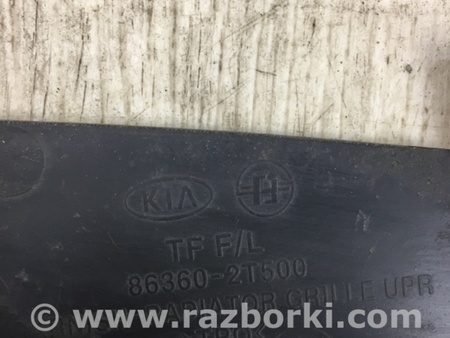 KIA
TF F/L
86360-2T500
RADIATOR GRILLE UPR
www.razborki.com